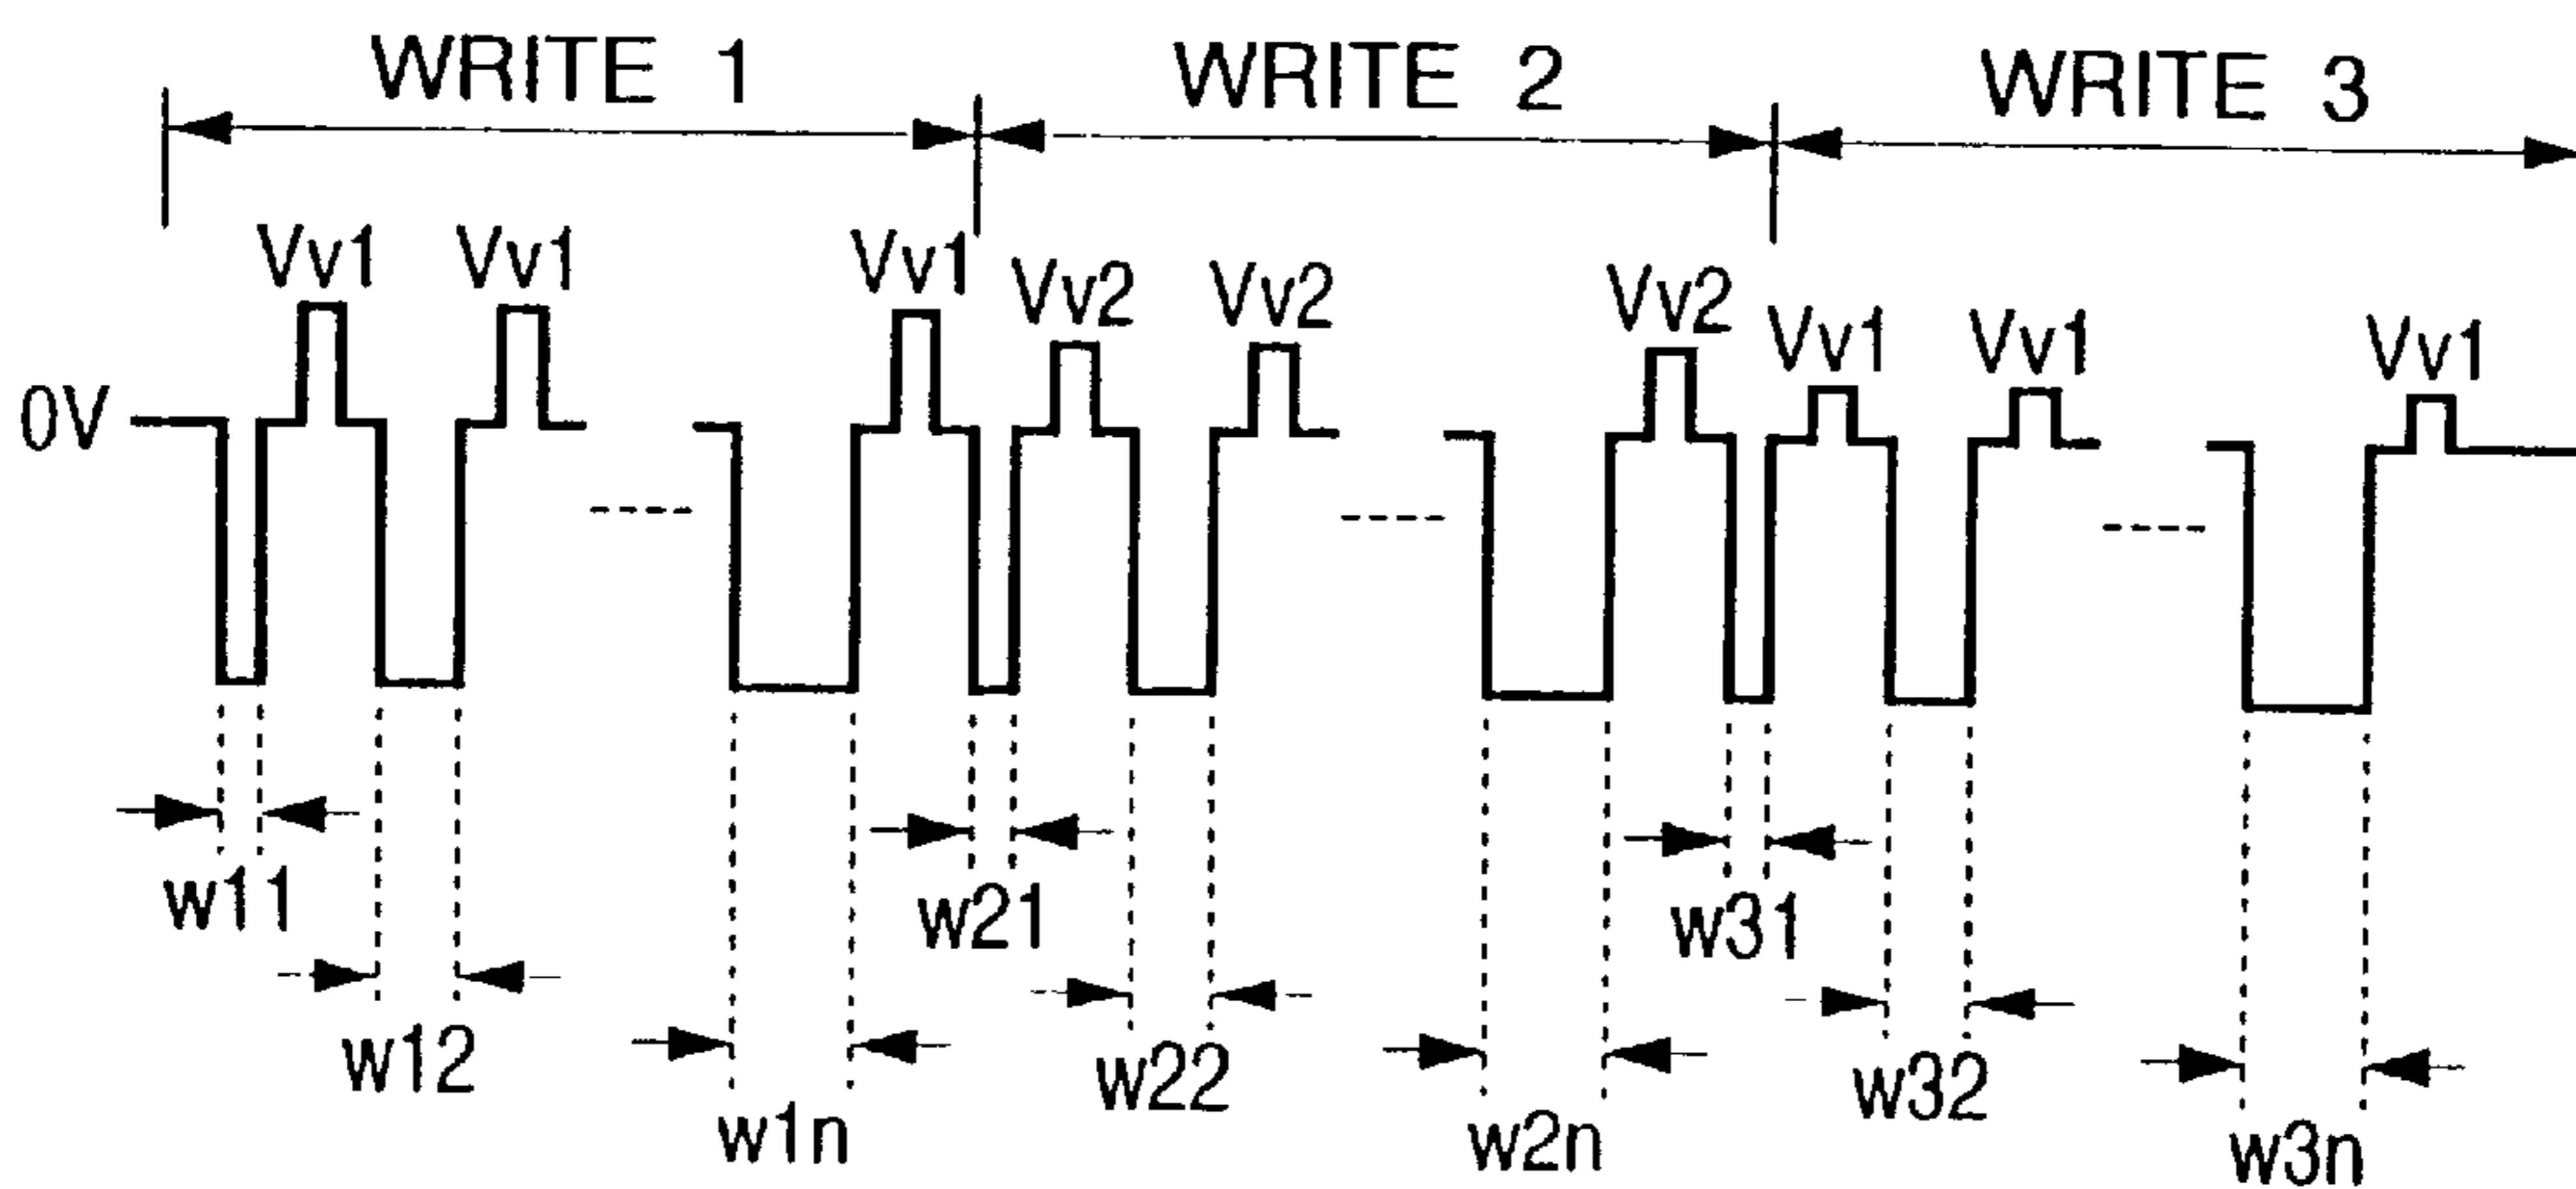 WRITE 1 WRITE 2 WRITE 3
Vv1 Vv1 Vv1 Vv2 Vv2 Vv2 Vv1 Vv1 Vv1
0V
w11 w21 w31
w12 w22 w32
w1n w2n w3n